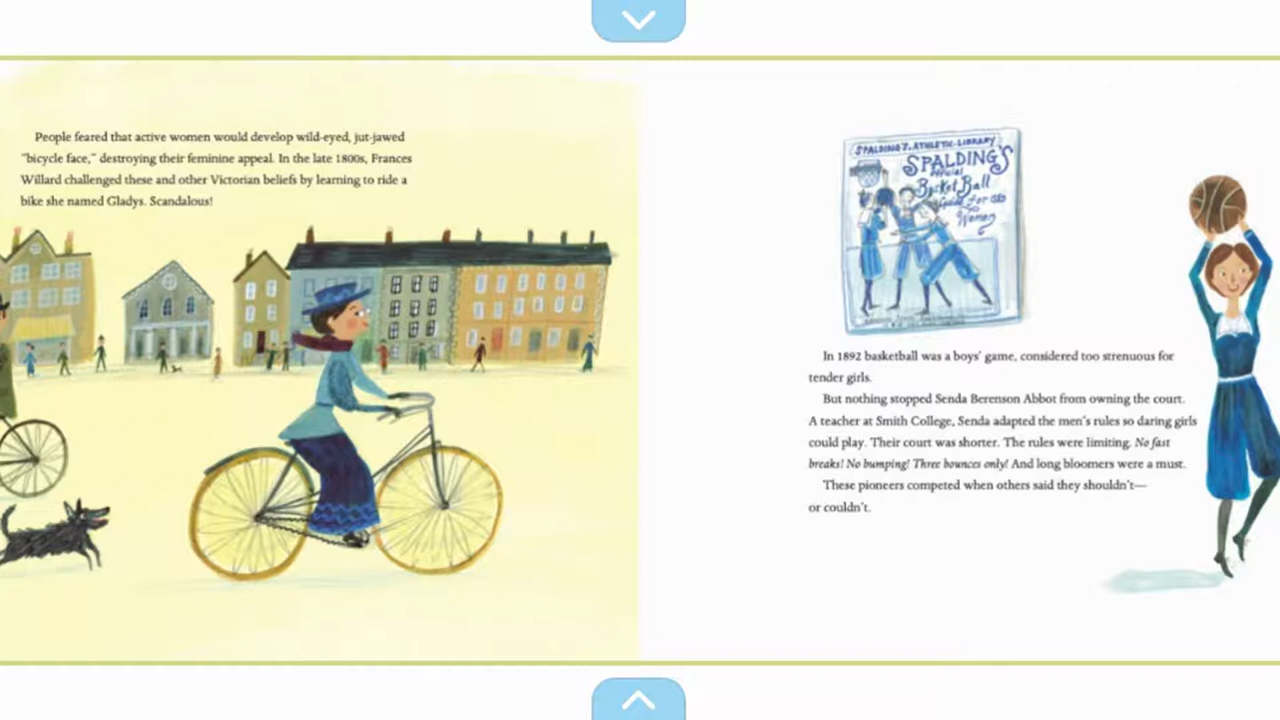 People feared that active women would develop wild-eyed, jut-jawed
"bicycle face," destroying their feminine appeal. In the late 1800s, Frances
Willard challenged these and other Victorian beliefs by learning to ride a
bike she named Gladys. Scandalous!
SPALDING'S ATHLETIC LIBRARY
SPALDING'S
Official
Basket Ball
Guide for
Women
In 1892 basketball was a boys' game, considered too strenuous for
tender girls.
But nothing stopped Senda Berenson Abbot from owning the court.
A teacher at Smith College, Senda adapted the men's rules so daring girls
could play. Their court was shorter. The rules were limiting. No fast
breaks! No bumping! Three bounces only! And long bloomers were a must.
These pioneers competed when others said they shouldn't—
or couldn't.